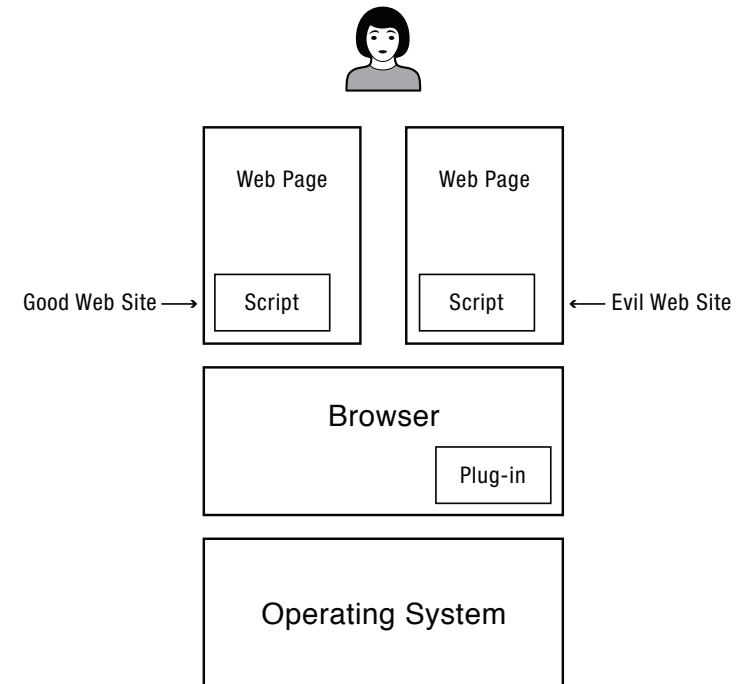 Web Page
Web Page
Good Web Site
Script
Script
Evil Web Site
Browser
Plug-in
Operating System